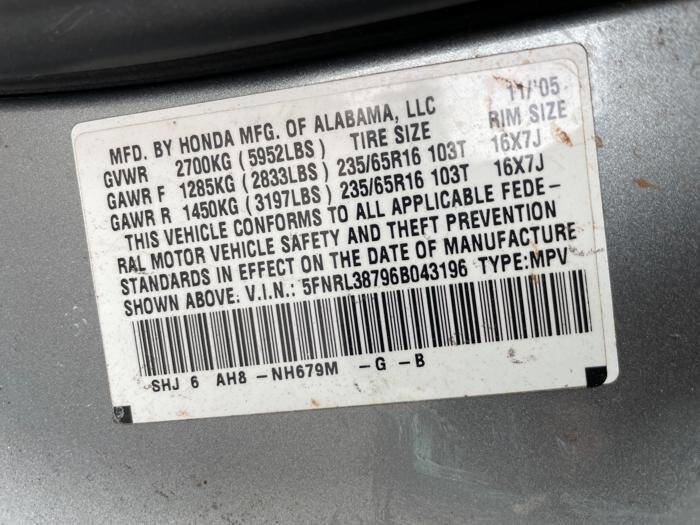 MFD. BY HONDA MFG. OF ALABAMA, LLC 11/'05
GVWR 2700KG (5952LBS) TIRE SIZE RIM SIZE
GAWR F 1285KG (2833LBS) 235/65R16 103T 16X7J
GAWR R 1450KG (3197LBS) 235/65R16 103T 16X7J
THIS VEHICLE CONFORMS TO ALL APPLICABLE FEDE-
RAL MOTOR VEHICLE SAFETY AND THEFT PREVENTION
STANDARDS IN EFFECT ON THE DATE OF MANUFACTURE
SHOWN ABOVE. V.I.N.: 5FNRL38796B043196 TYPE:MPV
SHJ 6 AH8 - NH679M - G - B